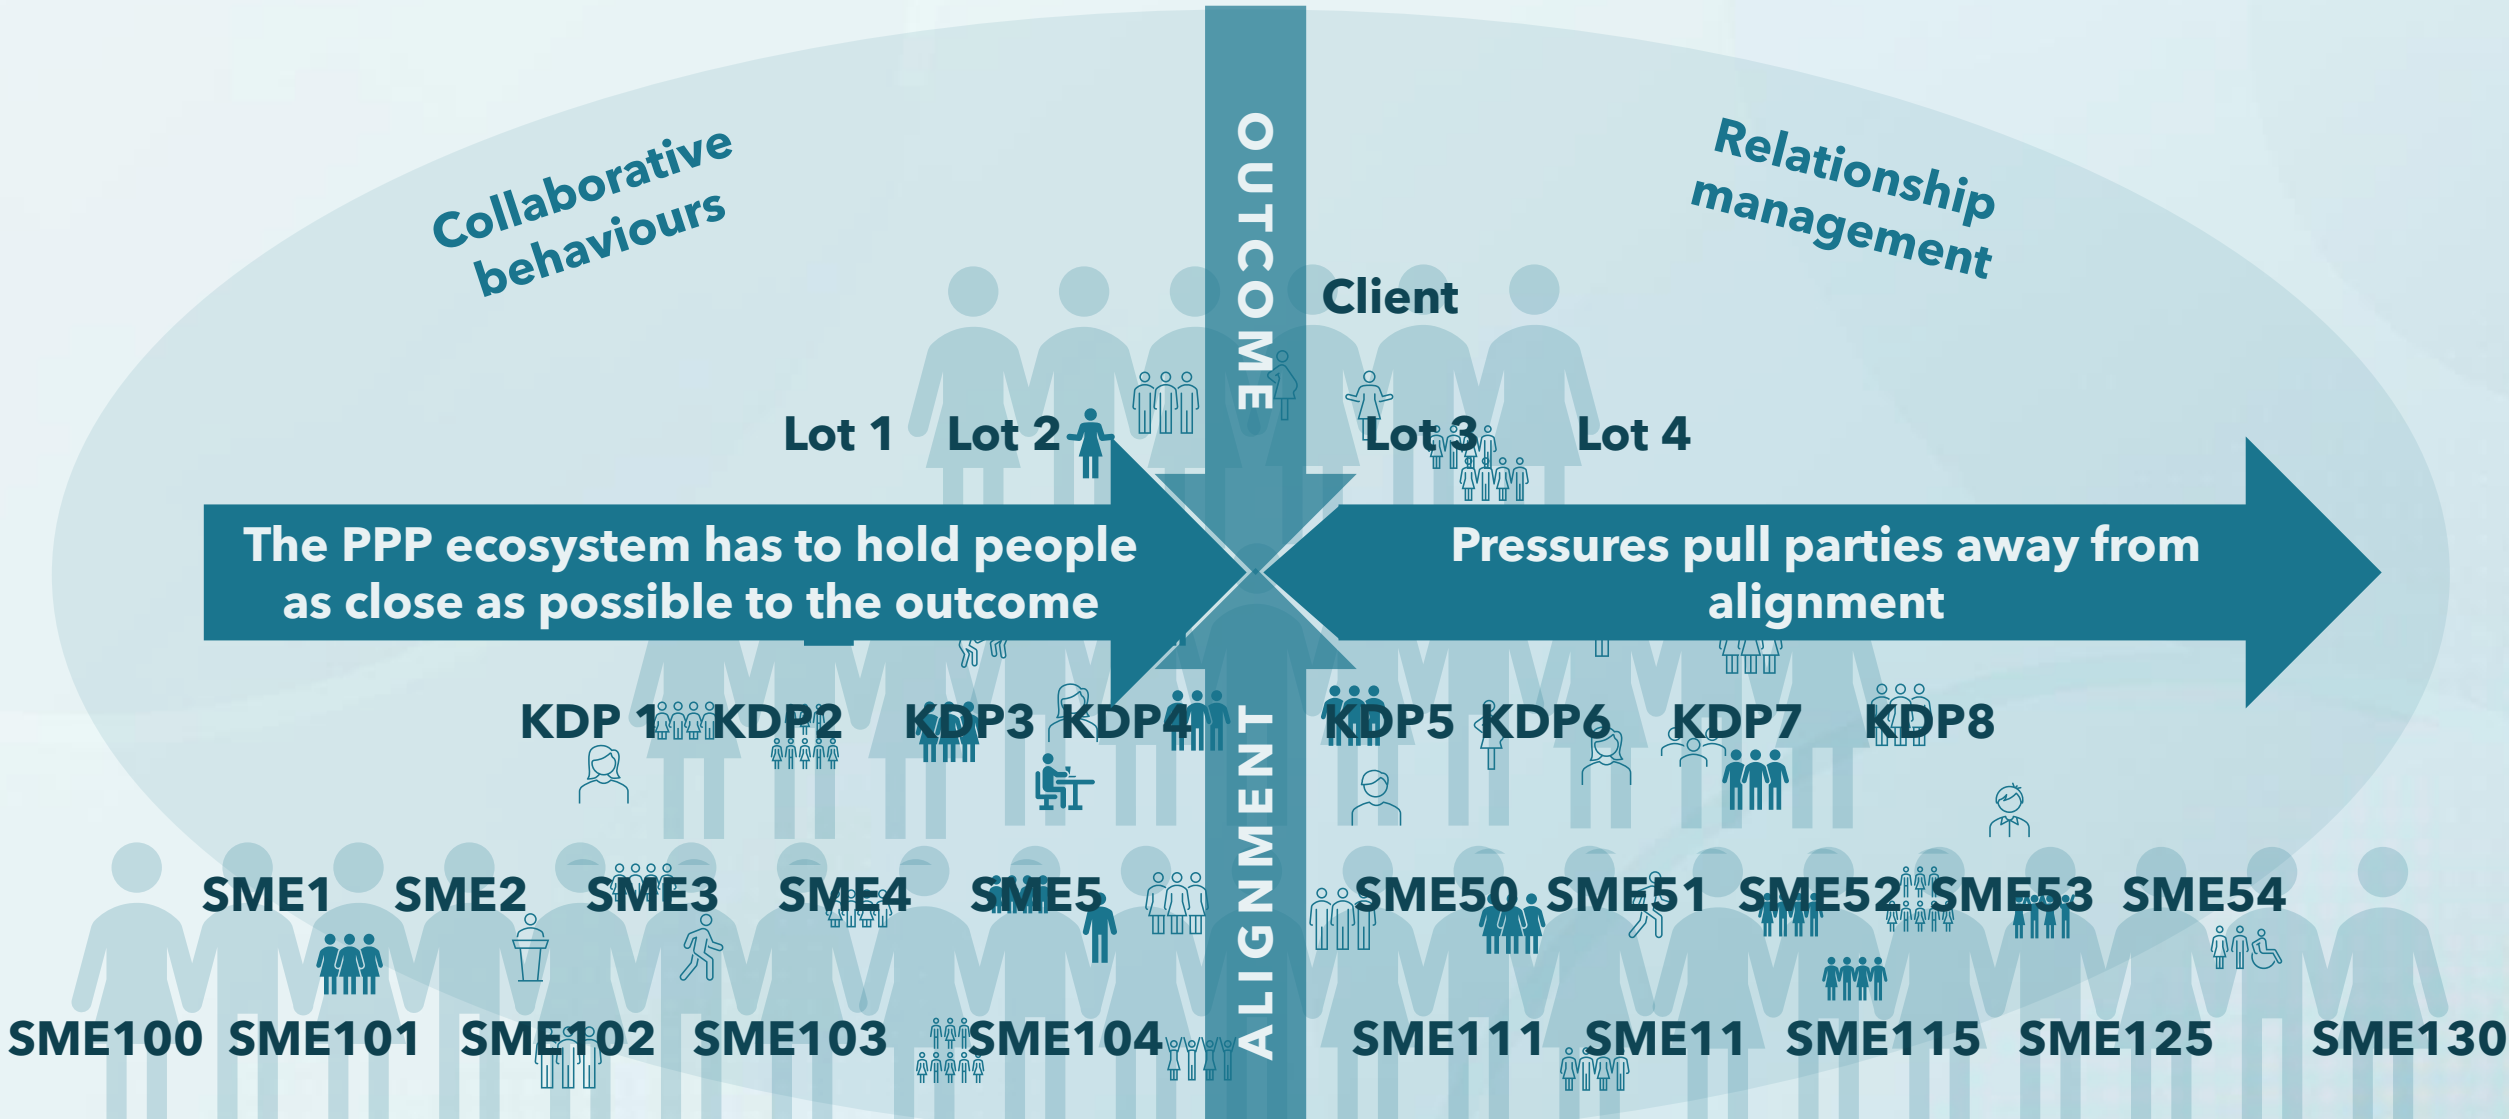 Collaborative
behaviours
Relationship
management
OUTCOME
Client
Lot 1
Lot 2
Lot 3
Lot 4
The PPP ecosystem has to hold people
as close as possible to the outcome
Pressures pull parties away from
alignment
KDP 1
KDP2
KDP3
KDP4
KDP5
KDP6
KDP7
KDP8
ALIGNMENT
SME1
SME2
SME3
SME4
SME5
SME50
SME51
SME52
SME53
SME54
SME100
SME101
SME102
SME103
SME104
SME111
SME11
SME115
SME125
SME130